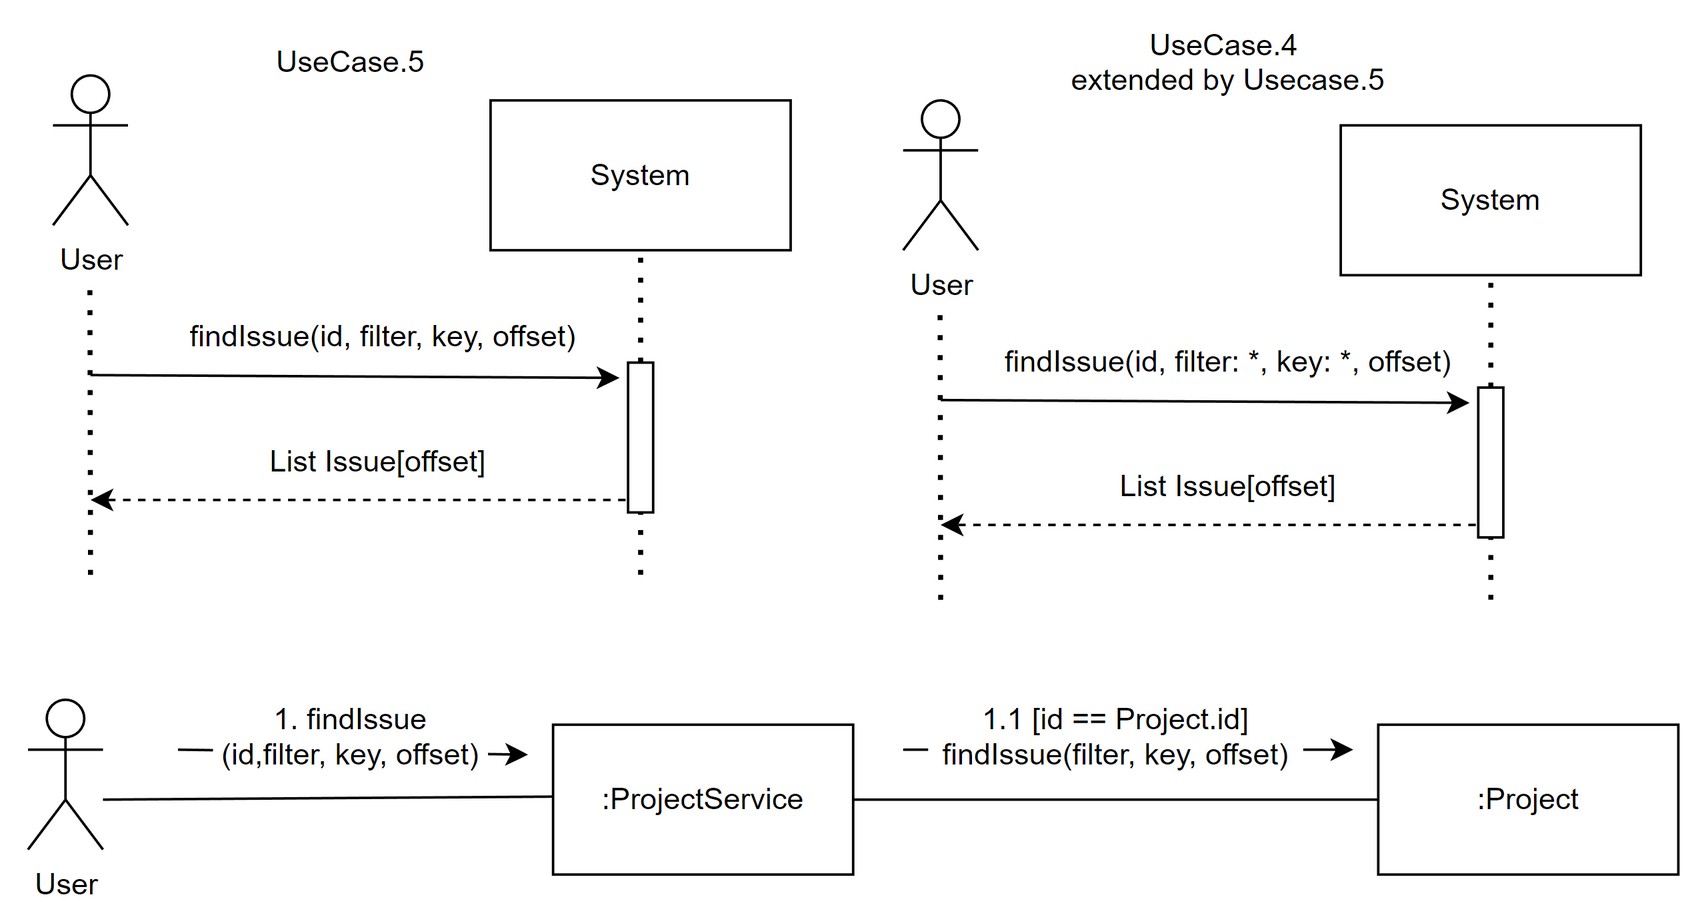 UseCase.5
System
User
findIssue(id, filter, key, offset)
List Issue[offset]
UseCase.4
extended by Usecase.5
System
User
findIssue(id, filter: *, key: *, offset)
List Issue[offset]
1. findIssue
(id,filter, key, offset)
:ProjectService
1.1 [id == Project.id]
findIssue(filter, key, offset)
:Project
User